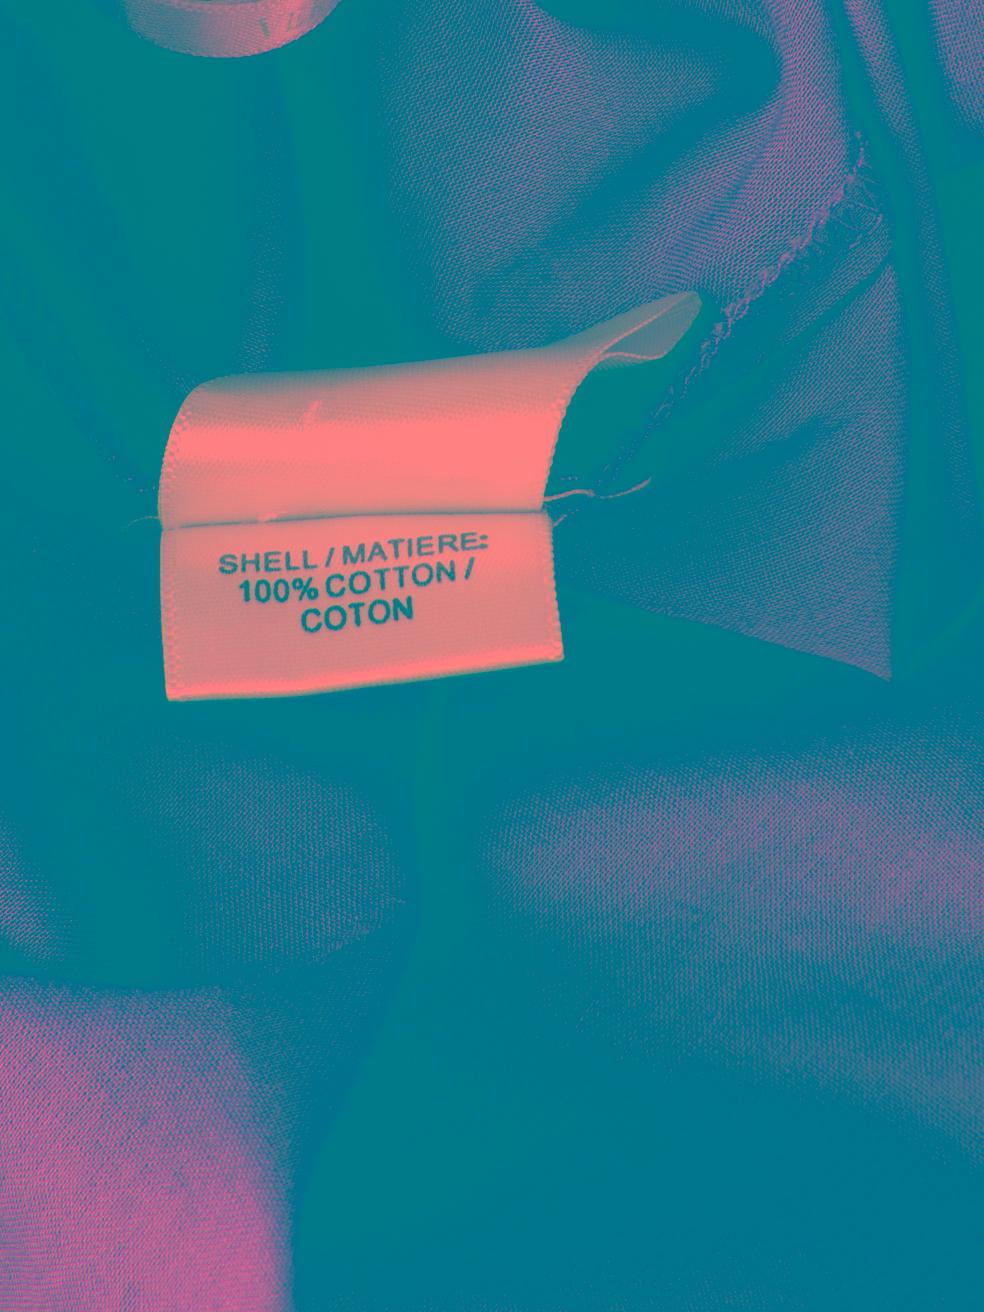 SHELL / MATIERE:
100% COTTON /
COTON